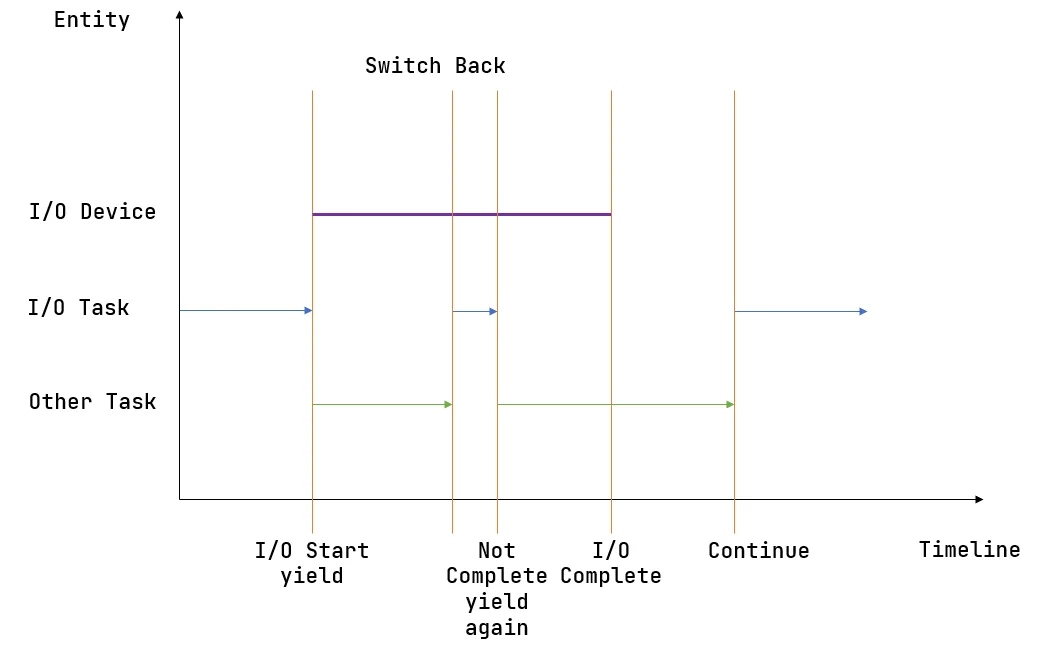 Entity
Switch Back
I/O Device
I/O Task
Other Task
I/O Start
yield
Not
Complete
yield
again
I/O
Complete
Continue
Timeline